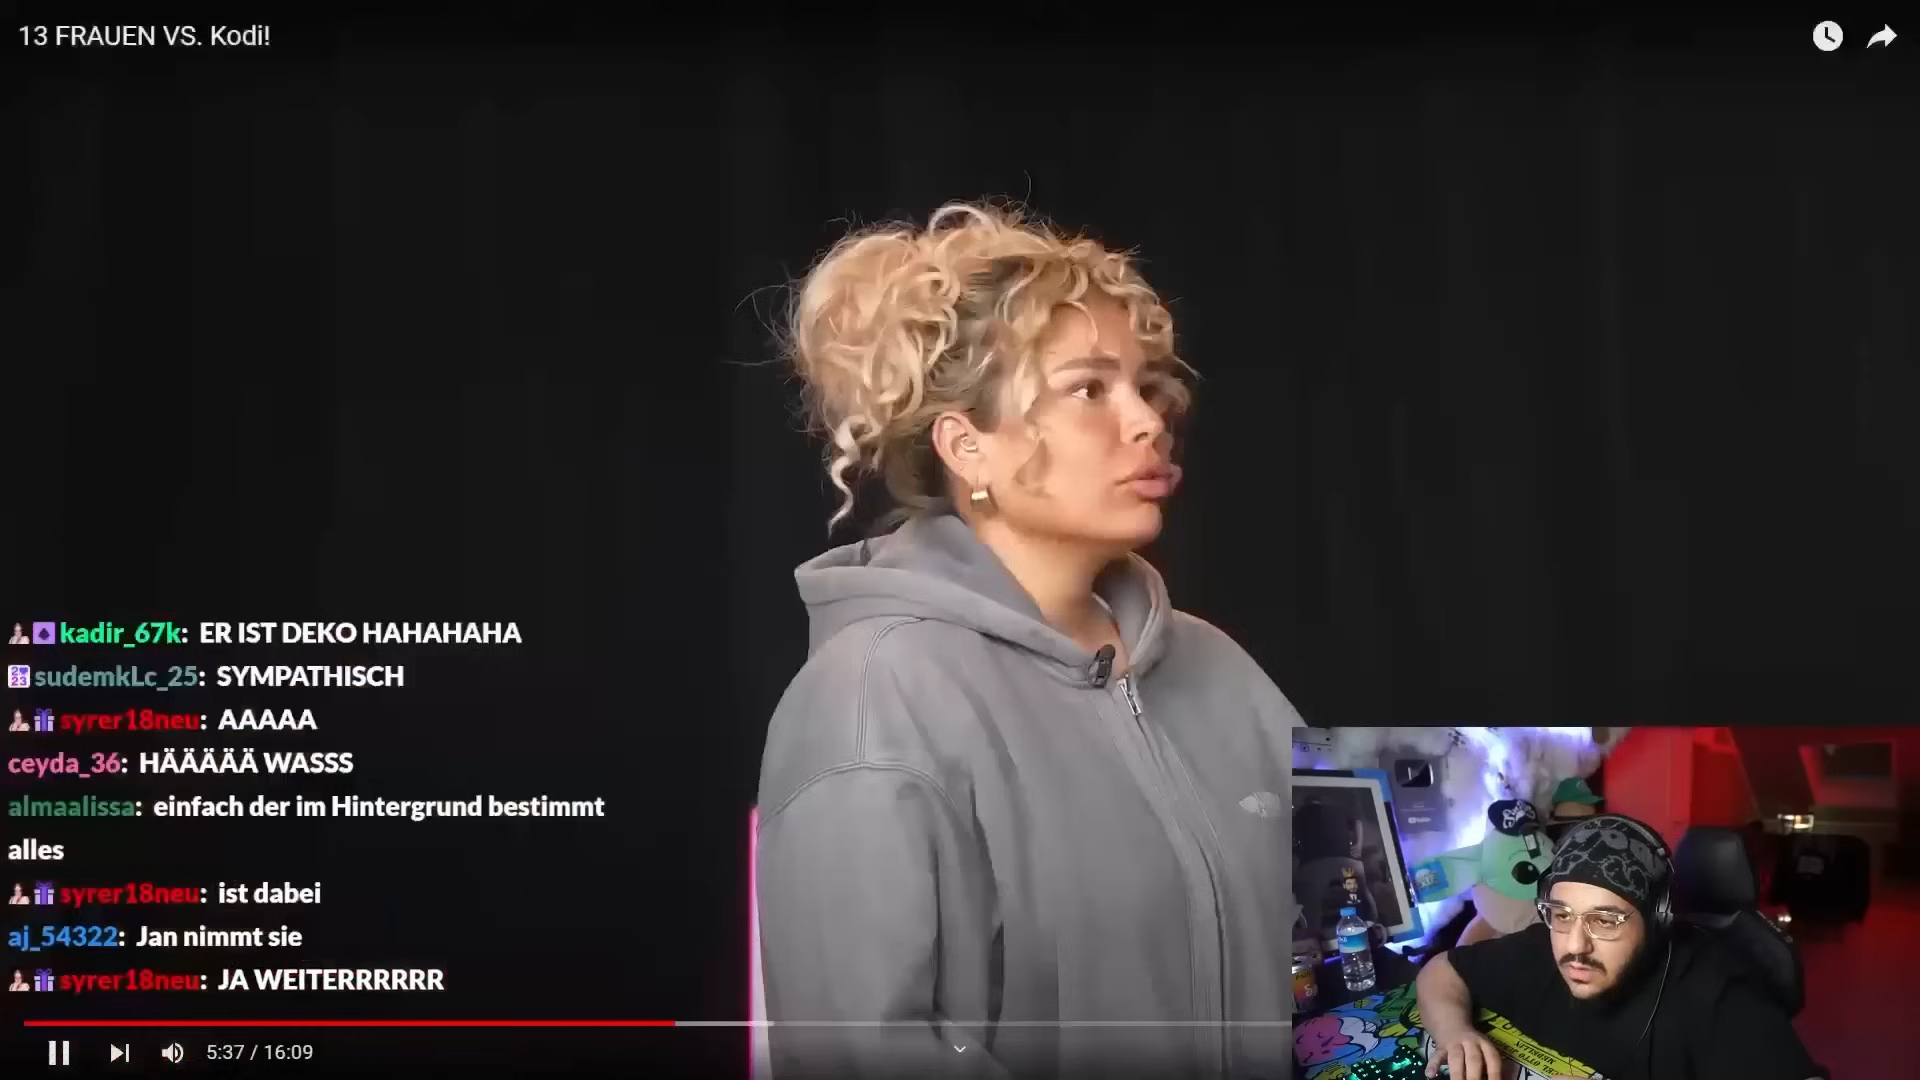 13 FRAUEN VS. Kodi!
kadir_67k: ER IST DEKO HAHAHAHA
sudemkLc_25: SYMPATHISCH
syrer18neu: AAAAA
ceyda_36: HÄÄÄÄÄ WASSS
almaalissa: einfach der im Hintergrund bestimmt
alles
syrer18neu: ist dabei
aj_54322: Jan nimmt sie
syrer18neu: JA WEITERRRRRR
5:37 / 16:09